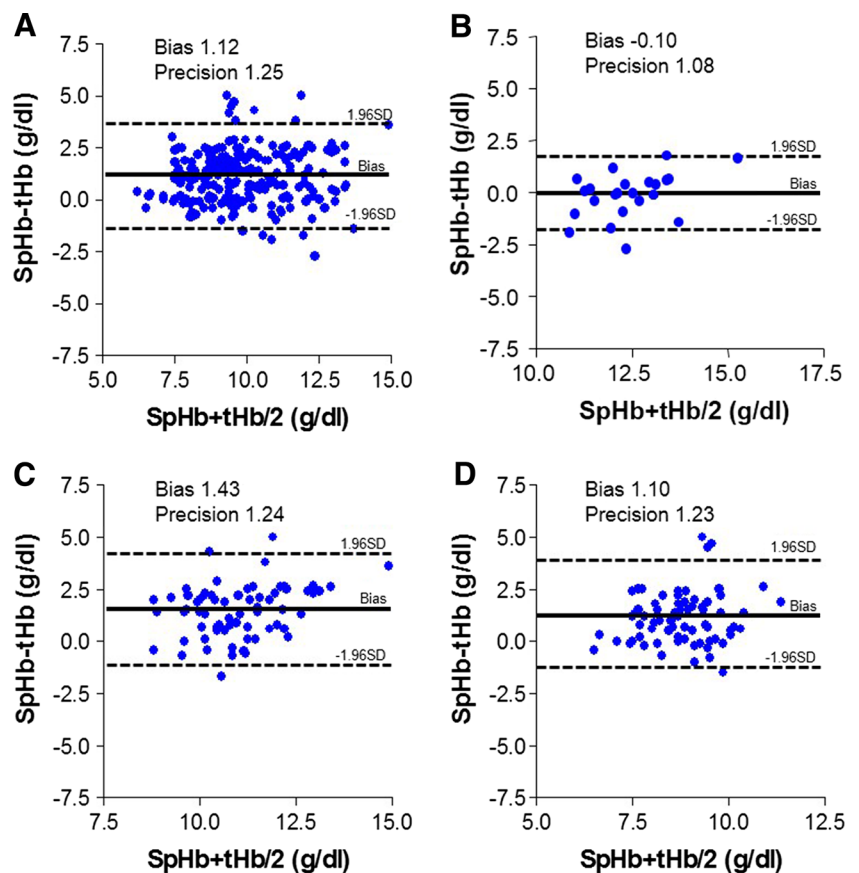 A
Bias 1.12
Precision 1.25
7.5
5.0
2.5
0.0
-2.5
-5.0
-7.5
SpHb-tHb (g/dl)
1.96SD
Bias
-1.96SD
5.0 7.5 10.0 12.5 15.0
SpHb+tHb/2 (g/dl)
B
Bias -0.10
Precision 1.08
7.5
5.0
2.5
0.0
-2.5
-5.0
-7.5
SpHb-tHb (g/dl)
1.96SD
Bias
-1.96SD
10.0 12.5 15.0 17.5
SpHb+tHb/2 (g/dl)
C
Bias 1.43
Precision 1.24
7.5
5.0
2.5
0.0
-2.5
-5.0
-7.5
SpHb-tHb (g/dl)
1.96SD
Bias
-1.96SD
7.5 10.0 12.5 15.0
SpHb+tHb/2 (g/dl)
D
Bias 1.10
Precision 1.23
7.5
5.0
2.5
0.0
-2.5
-5.0
-7.5
SpHb-tHb (g/dl)
1.96SD
Bias
-1.96SD
5.0 7.5 10.0 12.5
SpHb+tHb/2 (g/dl)